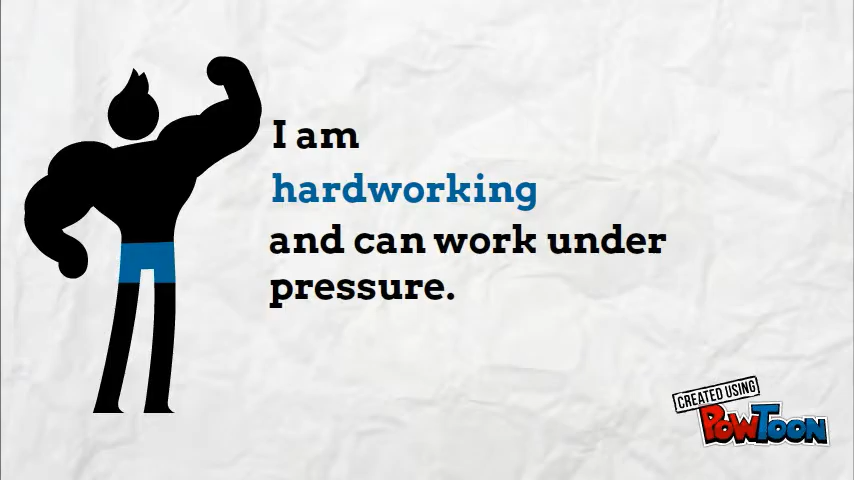 I am
hardworking
and can work under
pressure.
CREATED USING
POWTOON